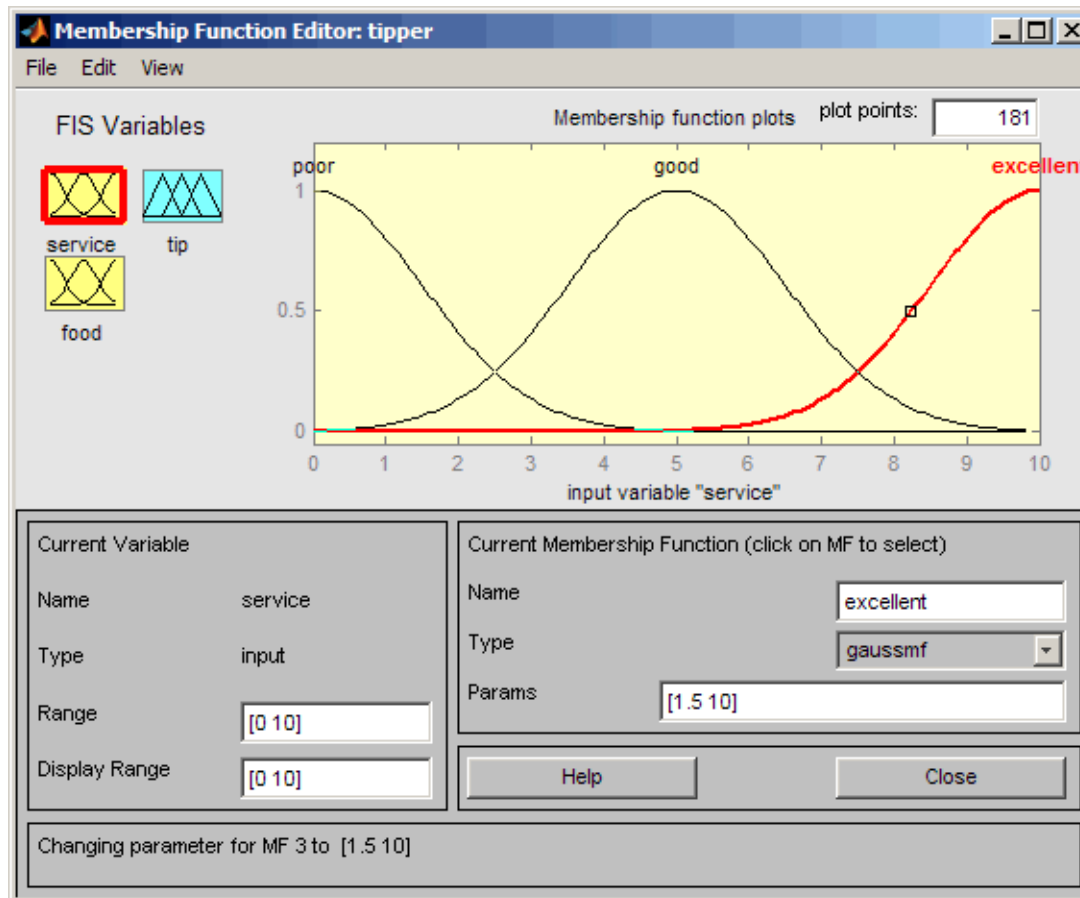 Membership Function Editor: tipper
File Edit View
FIS Variables
Membership function plots plot points: 181
service tip
food
poor good excellent
1
0.5
0
0 1 2 3 4 5 6 7 8 9 10
input variable "service"
Current Variable
Name service
Type input
Range [0 10]
Display Range [0 10]
Current Membership Function (click on MF to select)
Name excellent
Type gaussmf
Params [1.5 10]
Help Close
Changing parameter for MF 3 to [1.5 10]